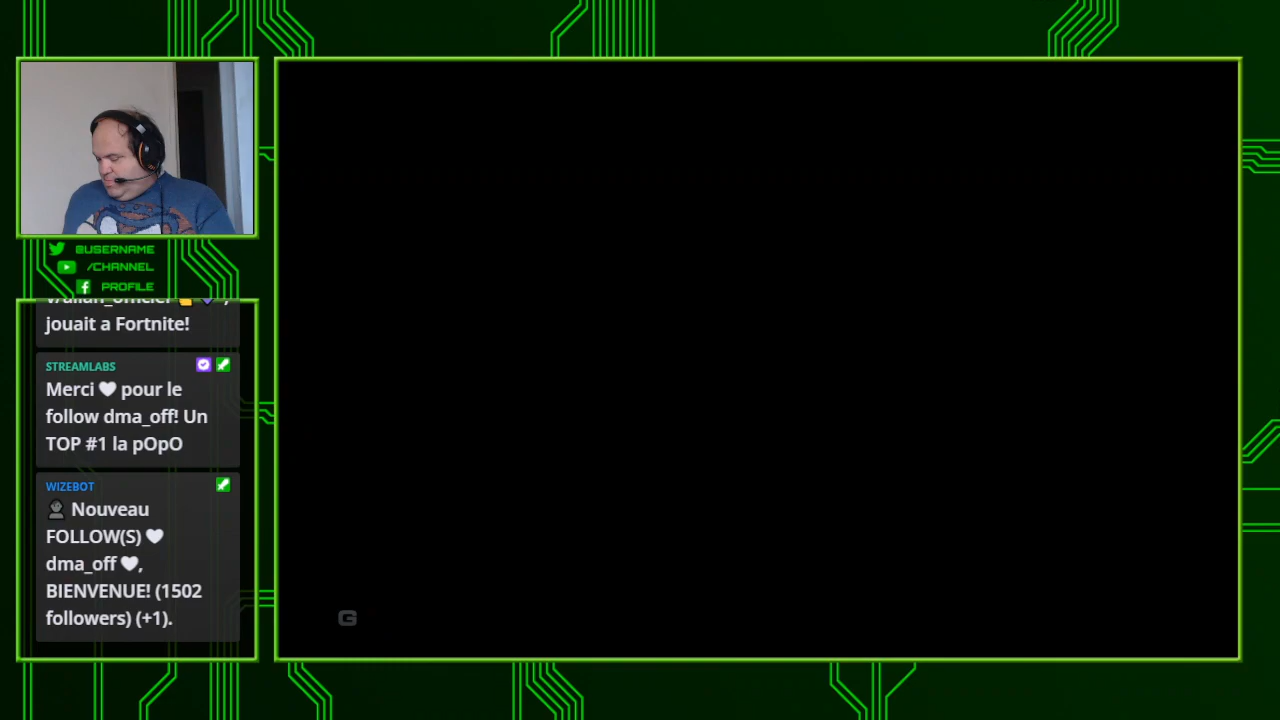 @USERNAME
/CHANNEL
PROFILE
jouait a Fortnite!
STREAMLABS
Merci 🤍 pour le
follow dma_off! Un
TOP #1 la pOpO
WIZEBOT
Nouveau
FOLLOW(S) 🤍
dma_off 🤍,
BIENVENUE! (1502
followers) (+1).
G